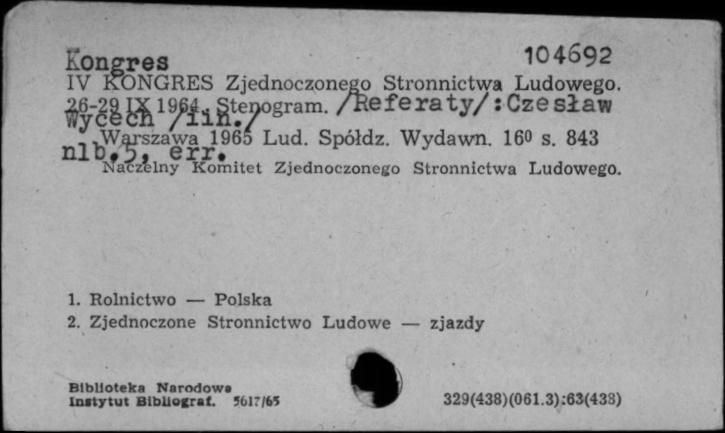 Kongres 104692
IV KONGRES Zjednoczonego Stronnictwa Ludowego.
26-29 IX 1964. Stenogram. /Referaty/:Czesław
Wycech /iin./
Warszawa 1965 Lud. Spółdz. Wydawn. 16⁰ s. 843
nlb.5, err.
Naczelny Komitet Zjednoczonego Stronnictwa Ludowego.
1. Rolnictwo — Polska
2. Zjednoczone Stronnictwo Ludowe — zjazdy
Biblioteka Narodowa
Instytut Bibliograf. 5617/65 329(438)(061.3):63(438)